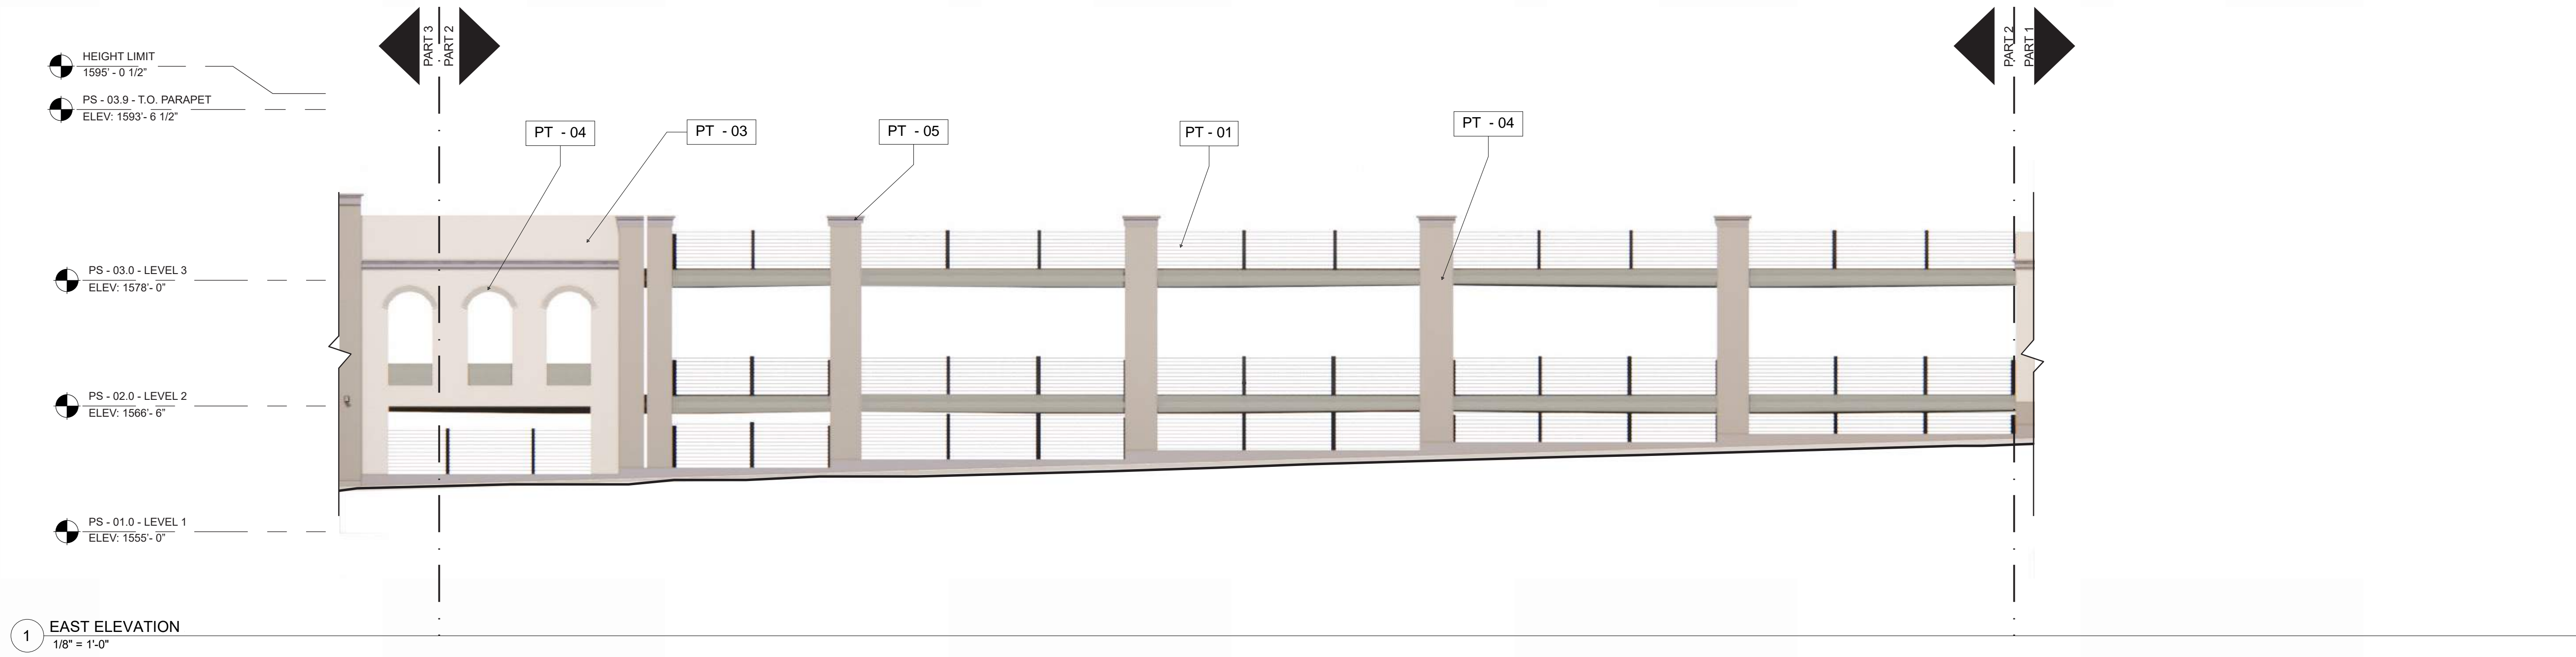 PART 3
PART 2
PART 2
PART 1
HEIGHT LIMIT
1595' - 0 1/2"
PS - 03.9 - T.O. PARAPET
ELEV: 1593'- 6 1/2"
PT - 04
PT - 03
PT - 05
PT - 01
PT - 04
PS - 03.0 - LEVEL 3
ELEV: 1578'- 0"
PS - 02.0 - LEVEL 2
ELEV: 1566'- 6"
PS - 01.0 - LEVEL 1
ELEV: 1555'- 0"
1 EAST ELEVATION
1/8" = 1'-0"